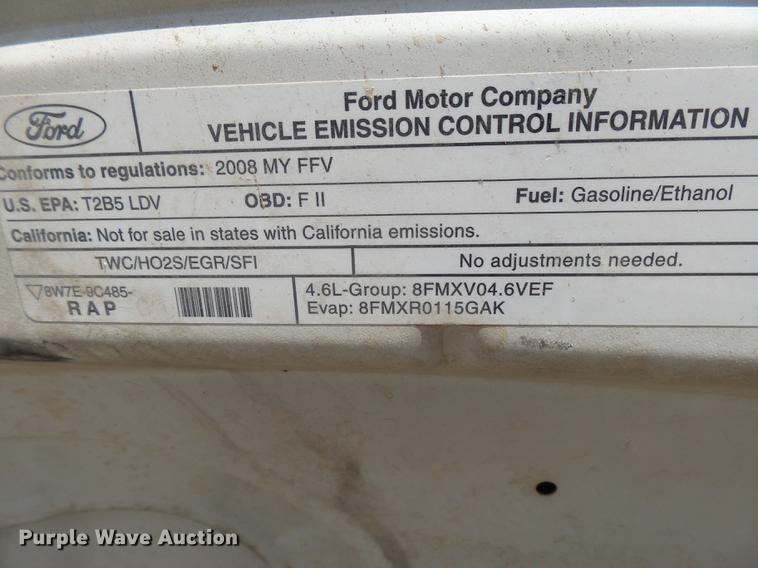 Ford
Ford Motor Company
VEHICLE EMISSION CONTROL INFORMATION
Conforms to regulations: 2008 MY FFV
U.S. EPA: T2B5 LDV OBD: F II Fuel: Gasoline/Ethanol
California: Not for sale in states with California emissions.
TWC/HO2S/EGR/SFI No adjustments needed.
8W7E-9C485-
RAP
4.6L-Group: 8FMXV04.6VEF
Evap: 8FMXR0115GAK
Purple Wave Auction